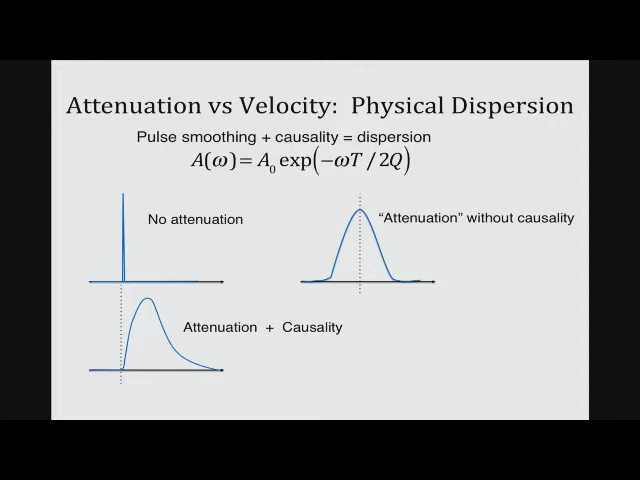 Attenuation vs Velocity: Physical Dispersion
Pulse smoothing + causality = dispersion
A(ω) = A₀ exp(−ωT / 2Q)
No attenuation
"Attenuation" without causality
Attenuation + Causality